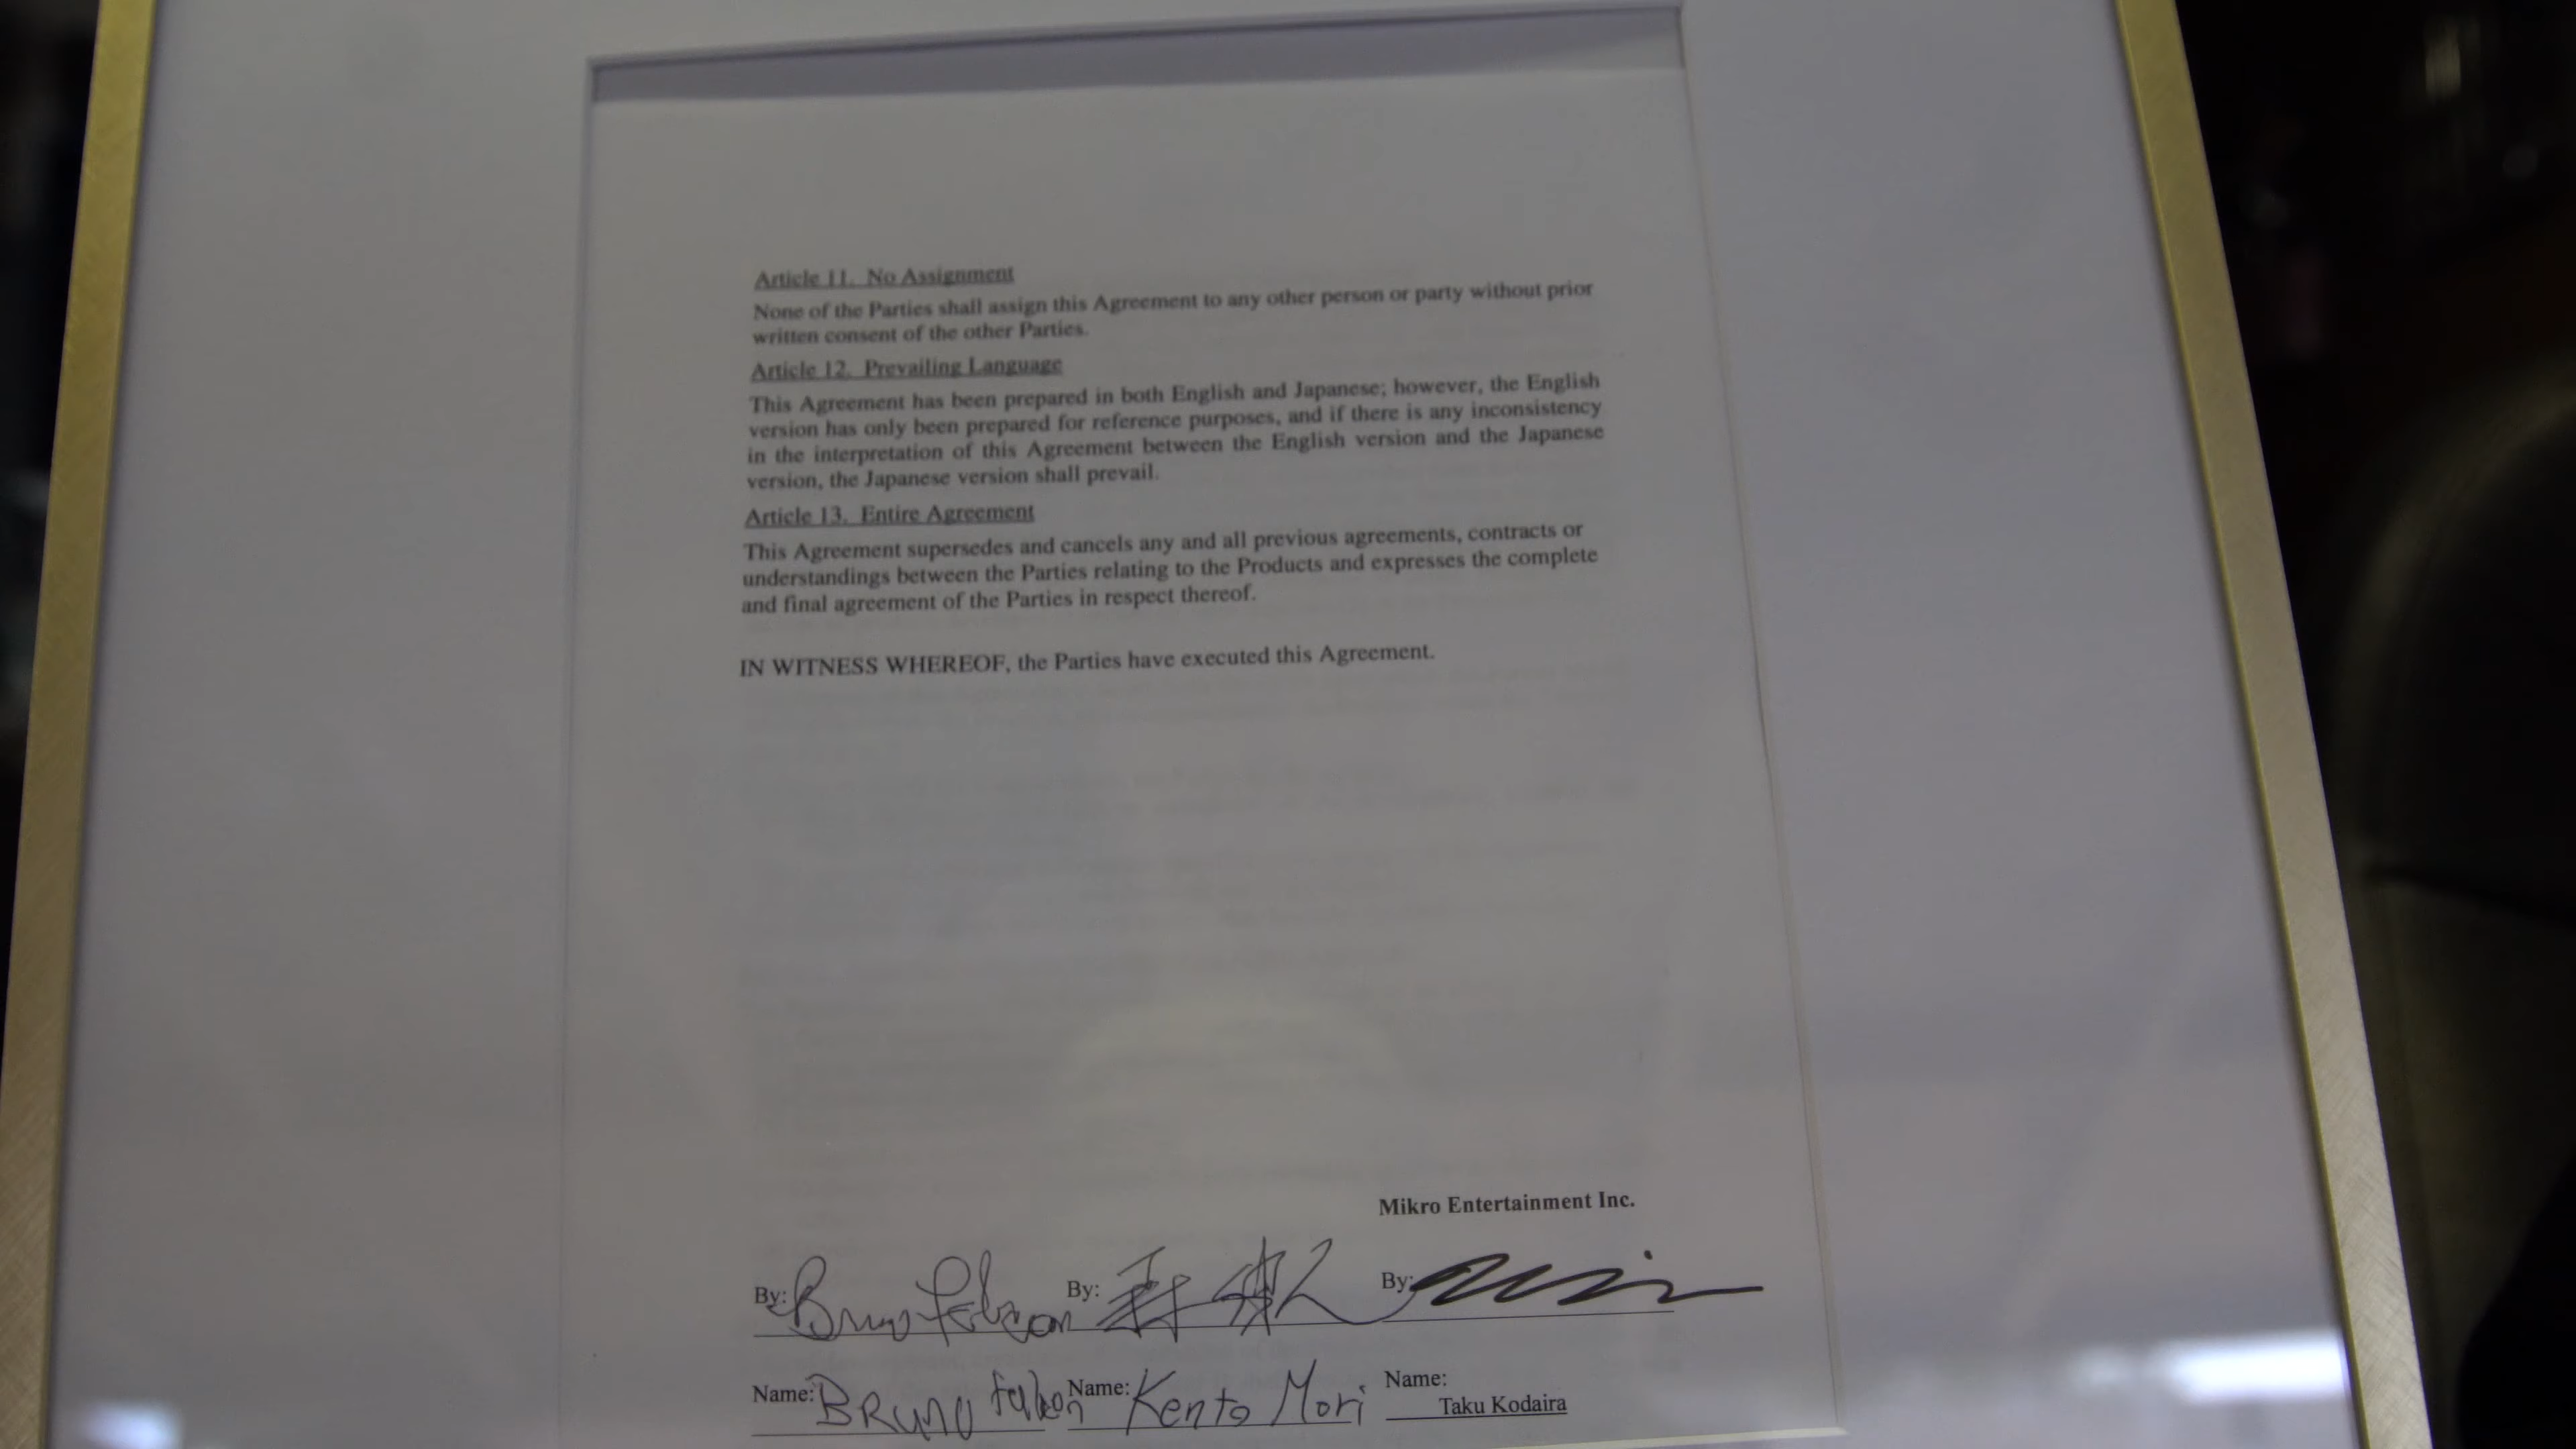 Article 11. No Assignment
None of the Parties shall assign this Agreement to any other person or party without prior
written consent of the other Parties.
Article 12. Prevailing Language
This Agreement has been prepared in both English and Japanese; however, the English
version has only been prepared for reference purposes, and if there is any inconsistency
in the interpretation of this Agreement between the English version and the Japanese
version, the Japanese version shall prevail.
Article 13. Entire Agreement
This Agreement supersedes and cancels any and all previous agreements, contracts or
understandings between the Parties relating to the Products and expresses the complete
and final agreement of the Parties in respect thereof.
IN WITNESS WHEREOF, the Parties have executed this Agreement.
Mikro Entertainment Inc.
By: Bruno Falcon By: By:
Name: Bruno Falcon Name: Kento Mori Name:
Taku Kodaira